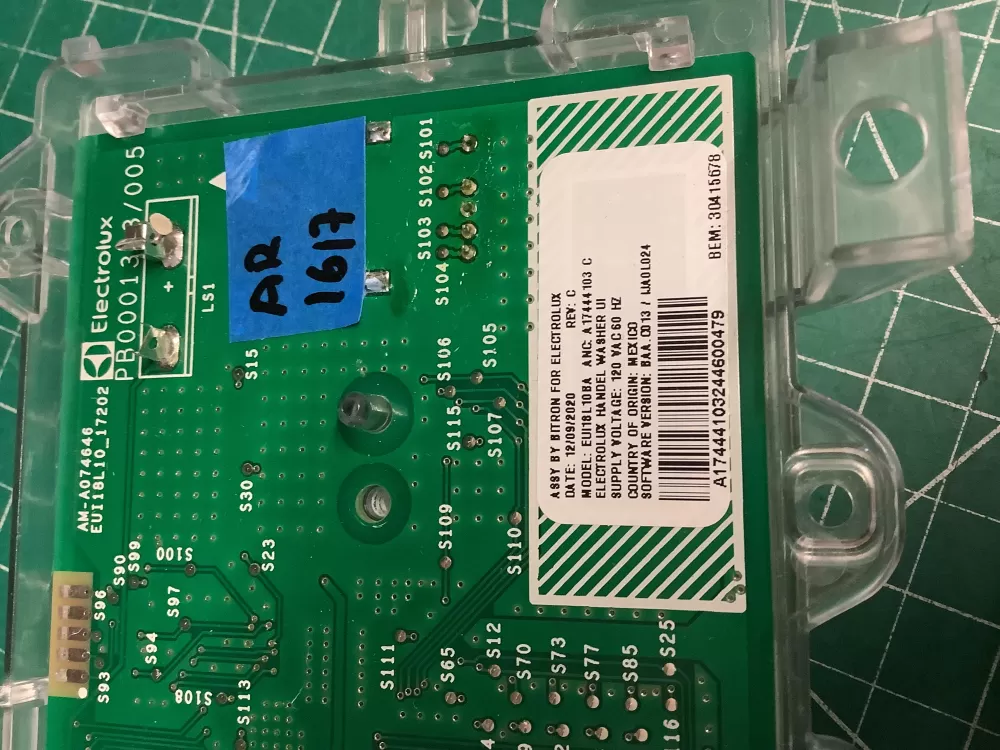 Electrolux
AM-A074646
EUI18L10_17202
LS1
+
AR
1617
S101
S102
S103
S104
S15
S106
S105
S115
S107
S30
S109
S110
S90
S99
S100
S23
S96
S97
S94
S93
S108
S113
S111
S65
S12
S70
S73
S77
S85
S25
ASSY BY BITRON FOR ELECTROLUX
DATE: 12/09/2020 REV: C
MODEL: EUI18L10BA ANC: A17444103 C
ELECTROLUX HANDEL WASHER UI
SUPPLY VOLTAGE: 120 VAC 60 HZ
COUNTRY OF ORIGIN: MEXICO
SOFTWARE VERSION: BAA.C013 / WA0L024
A17444103244600479
BEM: 30415678